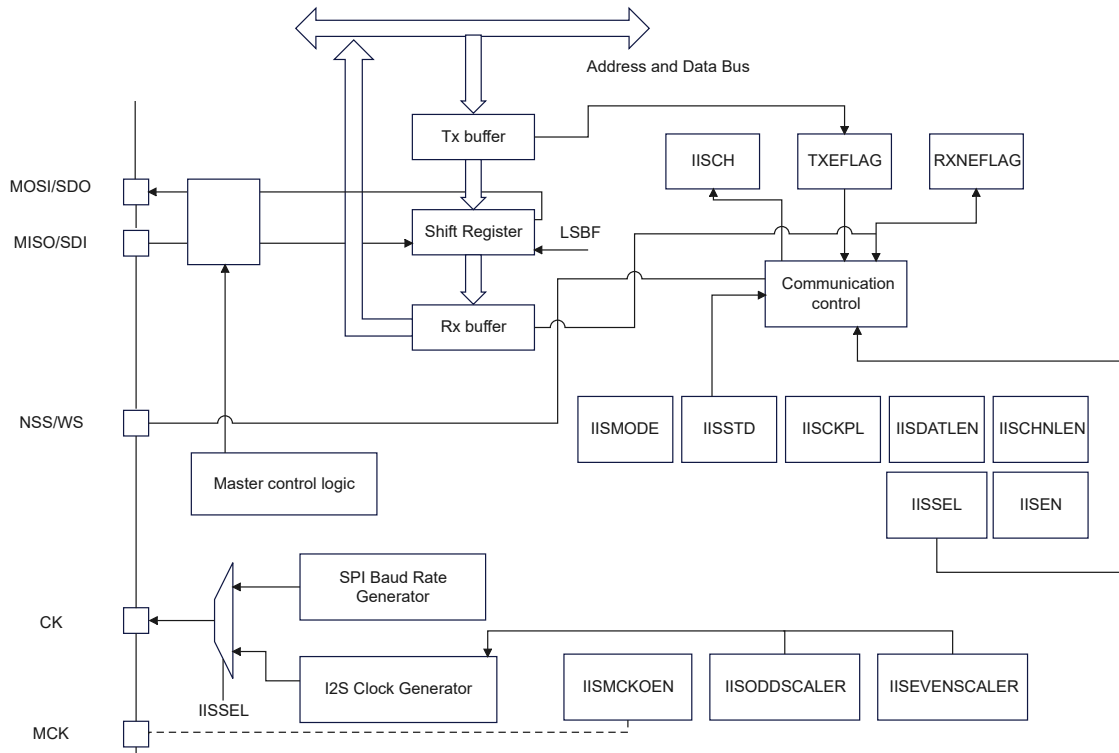 Address and Data Bus
Tx buffer
IISCH
TXEFLAG
RXNEFLAG
MOSI/SDO
MISO/SDI
Shift Register
LSBF
Communication
control
Rx buffer
NSS/WS
IISMODE
IISSTD
IISCKPL
IISDATLEN
IISCHNLEN
Master control logic
IISSEL
IISEN
SPI Baud Rate
Generator
CK
I2S Clock Generator
IISMCKOEN
IISODDSCALER
IISEVENSCALER
IISSEL
MCK